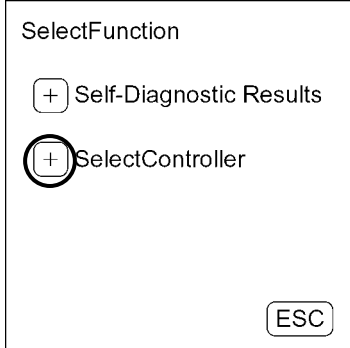 SelectFunction
+ Self-Diagnostic Results
+ SelectController
ESC